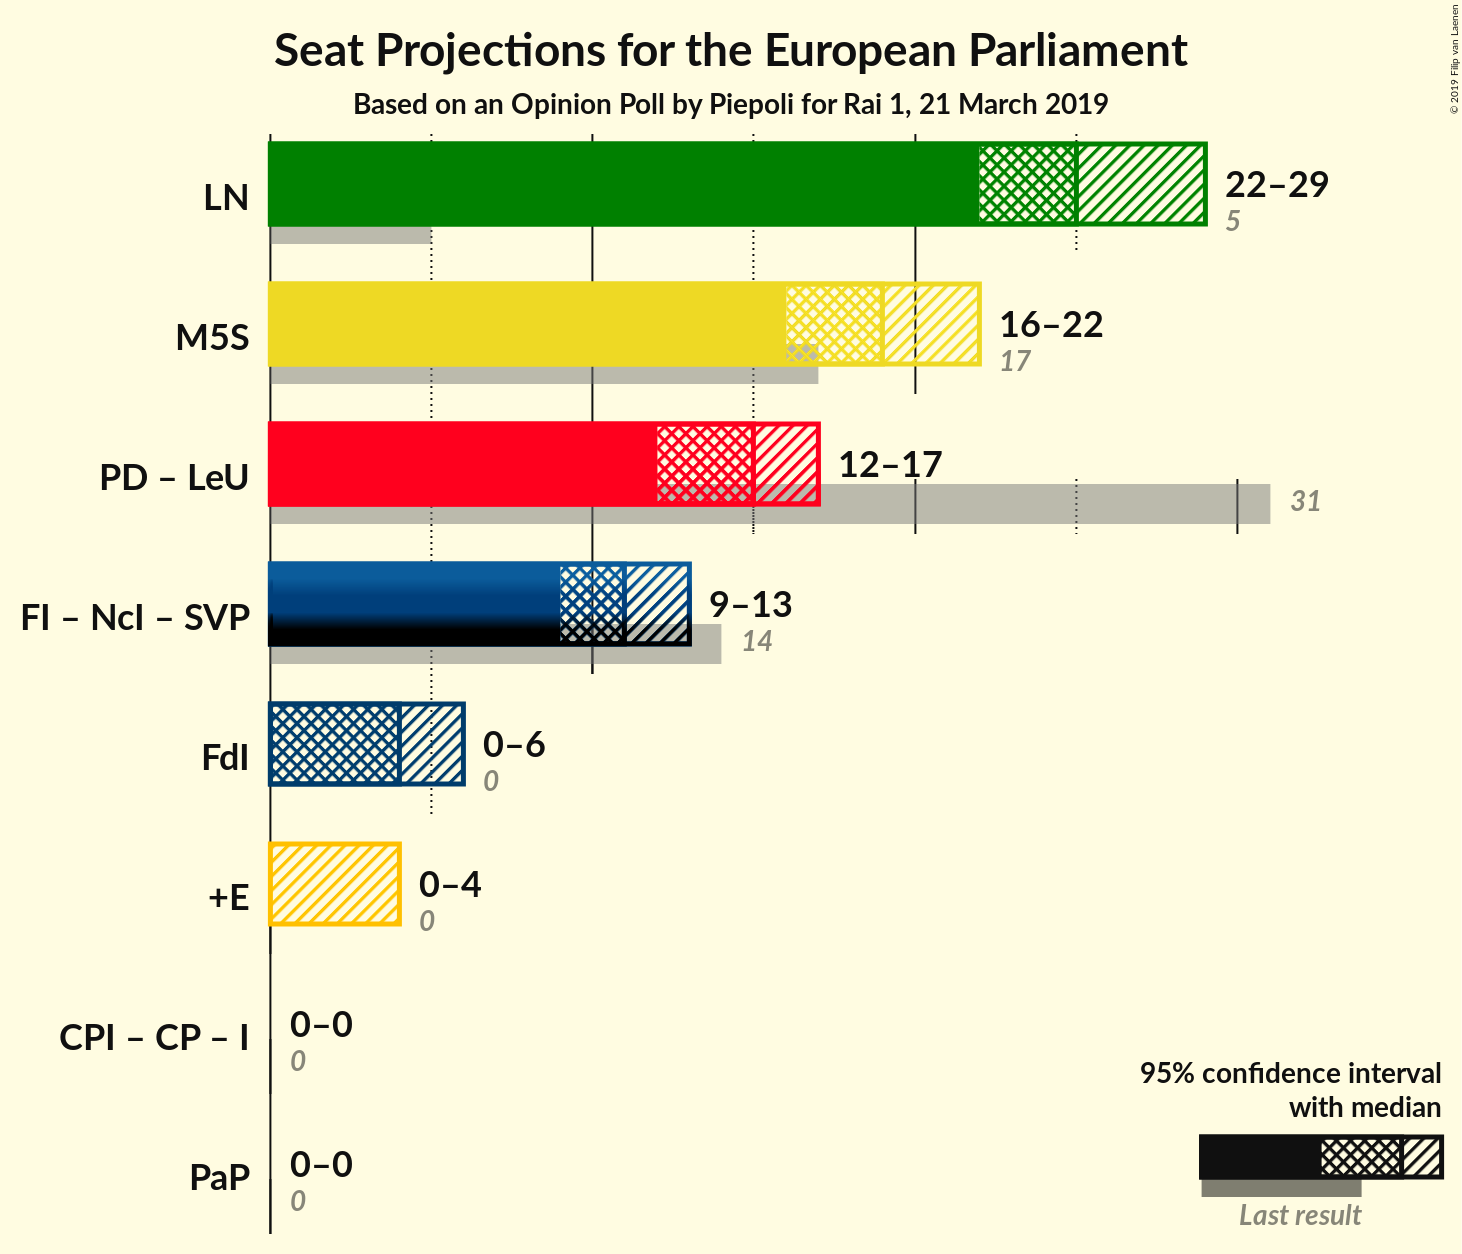 Seat Projections for the European Parliament
Based on an Opinion Poll by Piepoli for Rai 1, 21 March 2019
© 2019 Filip van Laenen
LN
22–29
5
M5S
16–22
17
PD – LeU
12–17
31
FI – NcI – SVP
9–13
14
FdI
0–6
0
+E
0–4
0
CPI – CP – I
0–0
0
PaP
0–0
0
95% confidence interval
with median
Last result